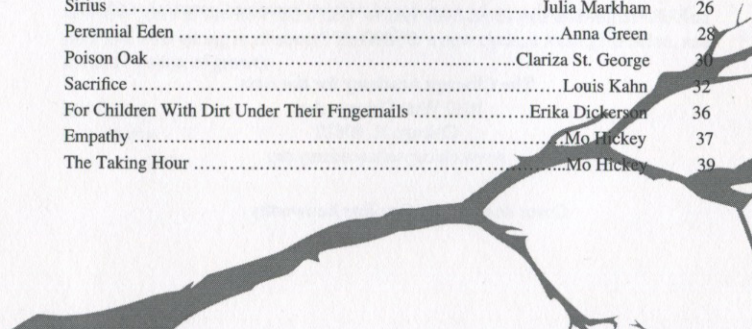 Sirius ........................................................................Julia Markham 26
Perennial Eden ................................................................Anna Green 28
Poison Oak ............................................................Clariza St. George 30
Sacrifice ........................................................................Louis Kahn 32
For Children With Dirt Under Their Fingernails ....................Erika Dickerson 36
Empathy ........................................................................Mo Hickey 37
The Taking Hour ................................................................Mo Hickey 39